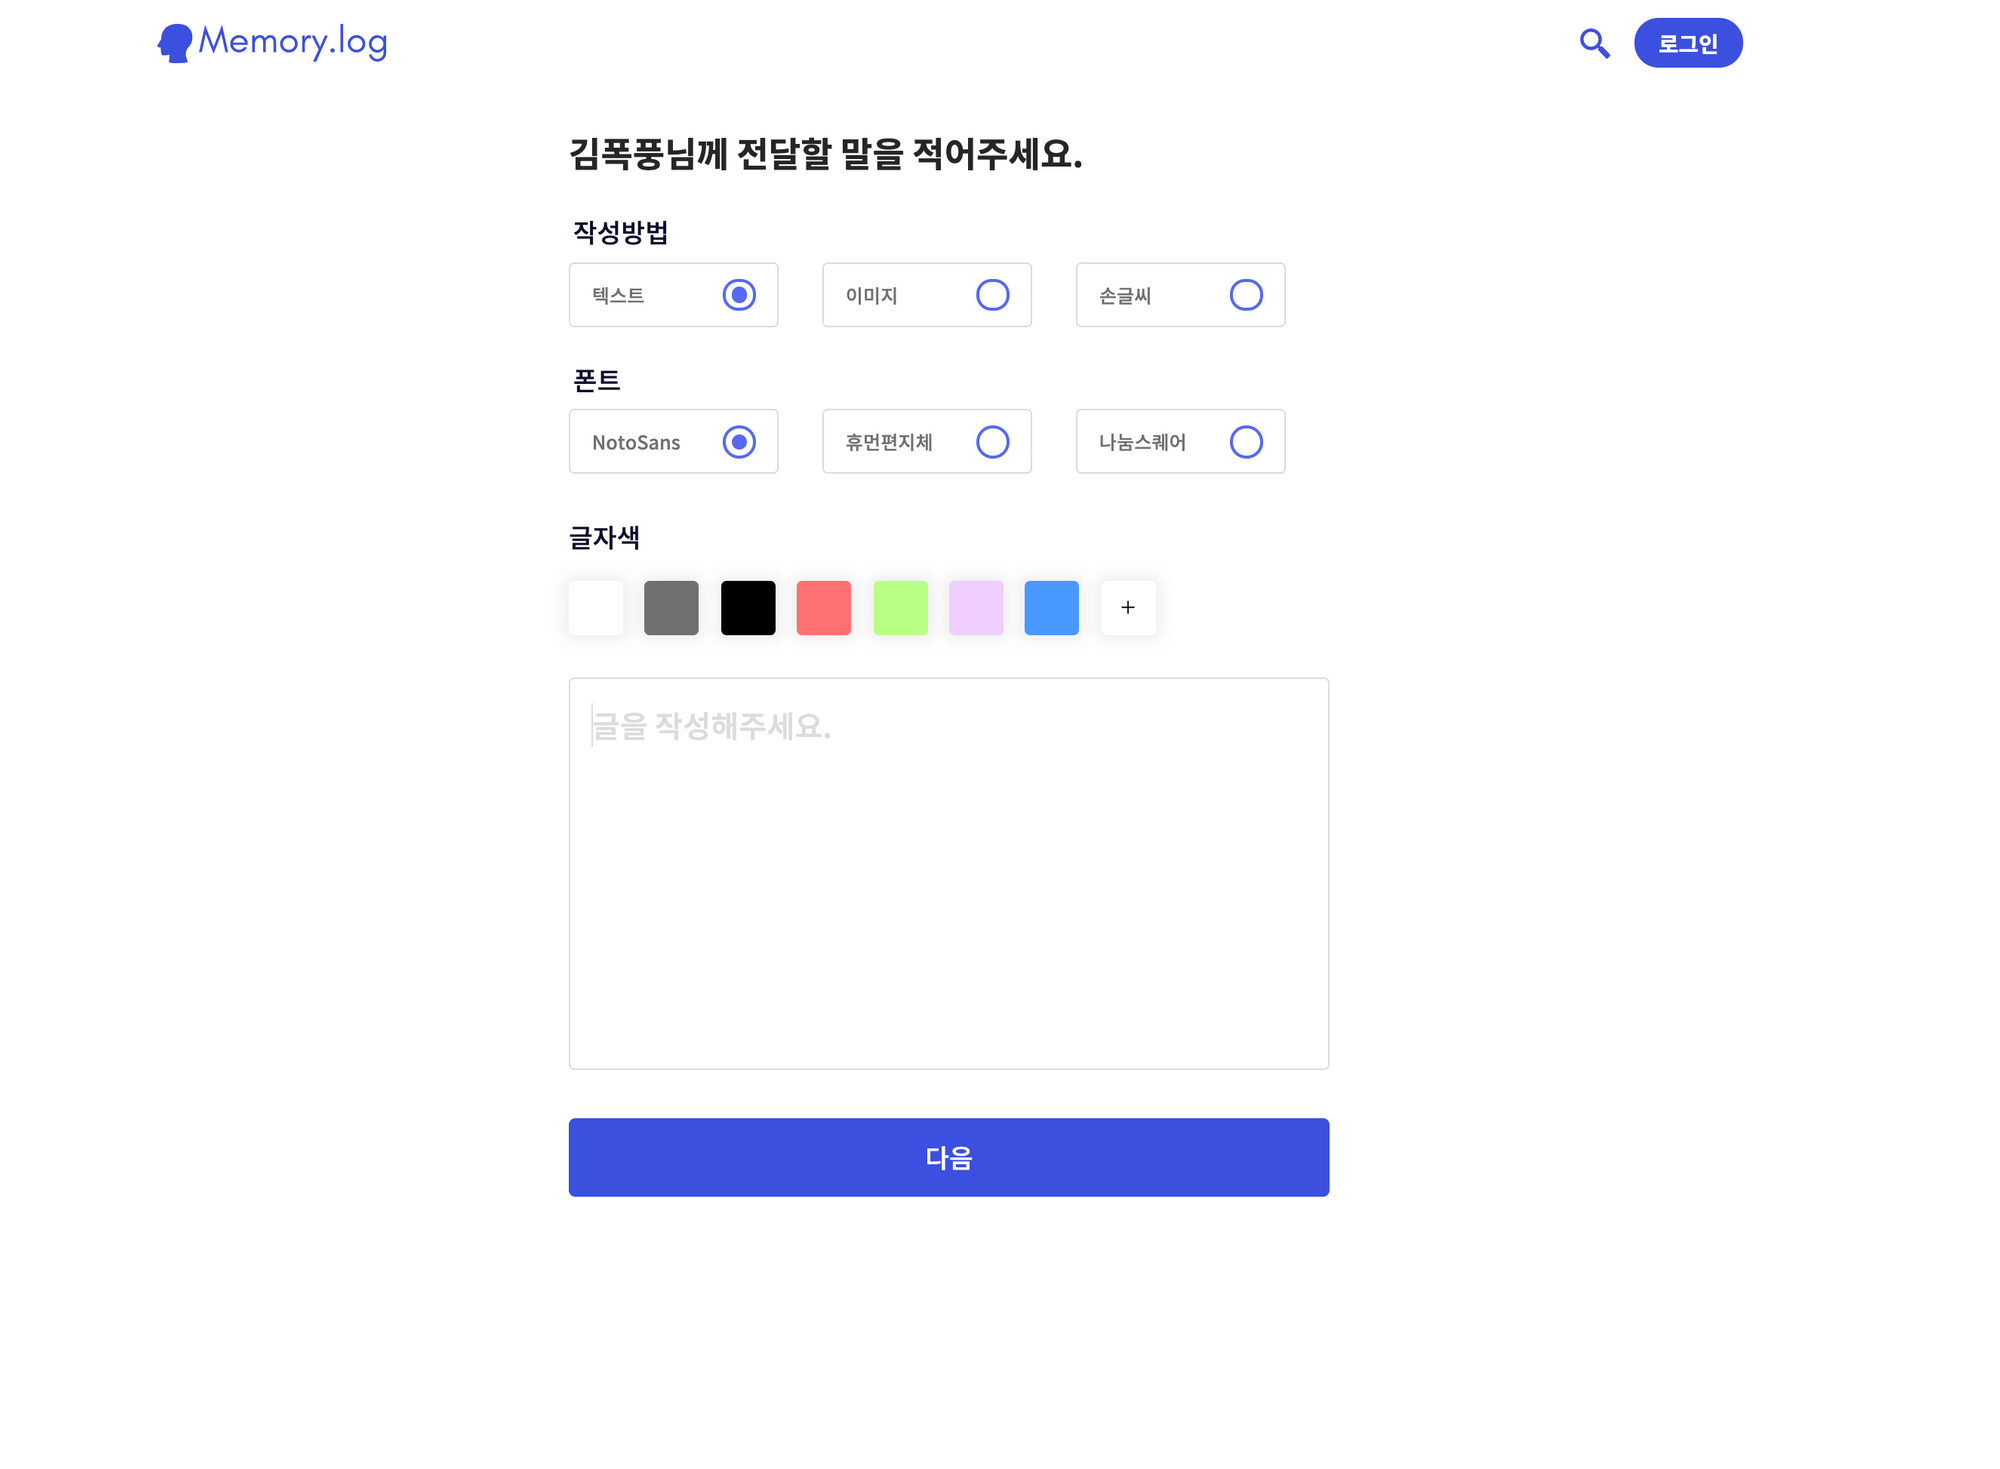 Memory.log
로그인
김폭풍님께 전달할 말을 적어주세요.
작성방법
텍스트
이미지
손글씨
폰트
NotoSans
휴먼편지체
나눔스퀘어
글자색
+
글을 작성해주세요.
다음